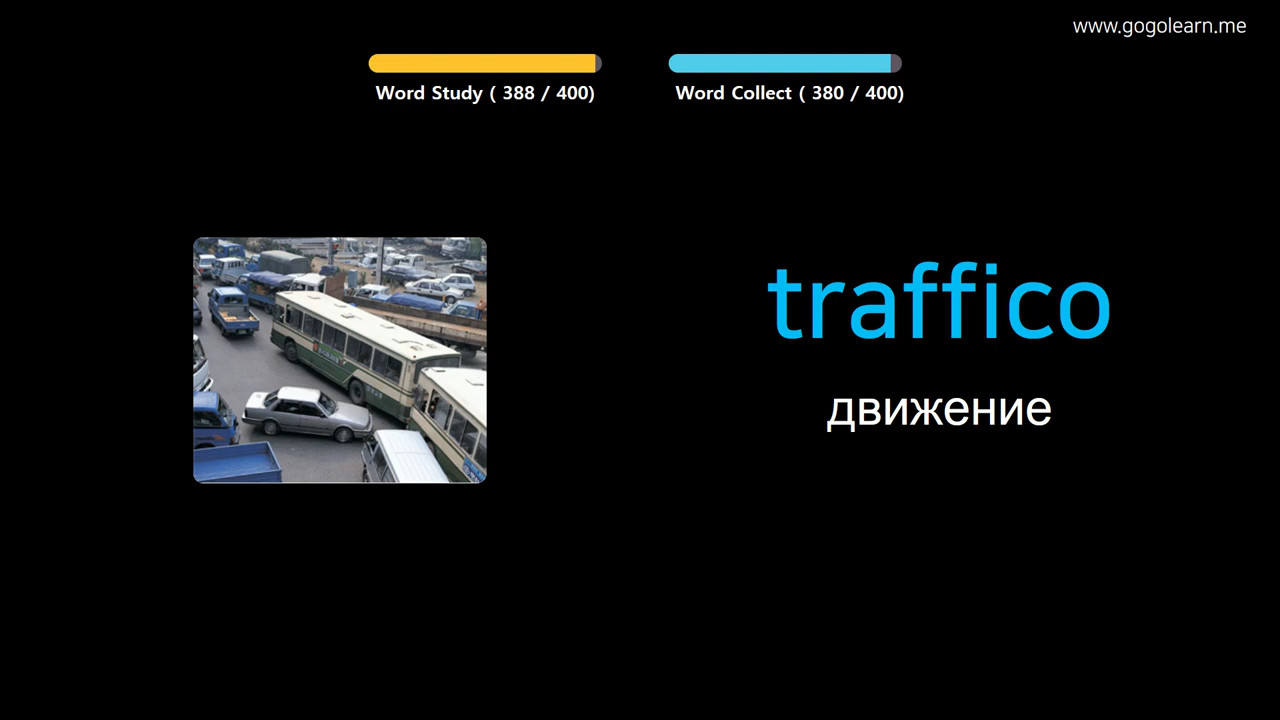 www.gogolearn.me
Word Study ( 388 / 400)
Word Collect ( 380 / 400)
traffico
движение